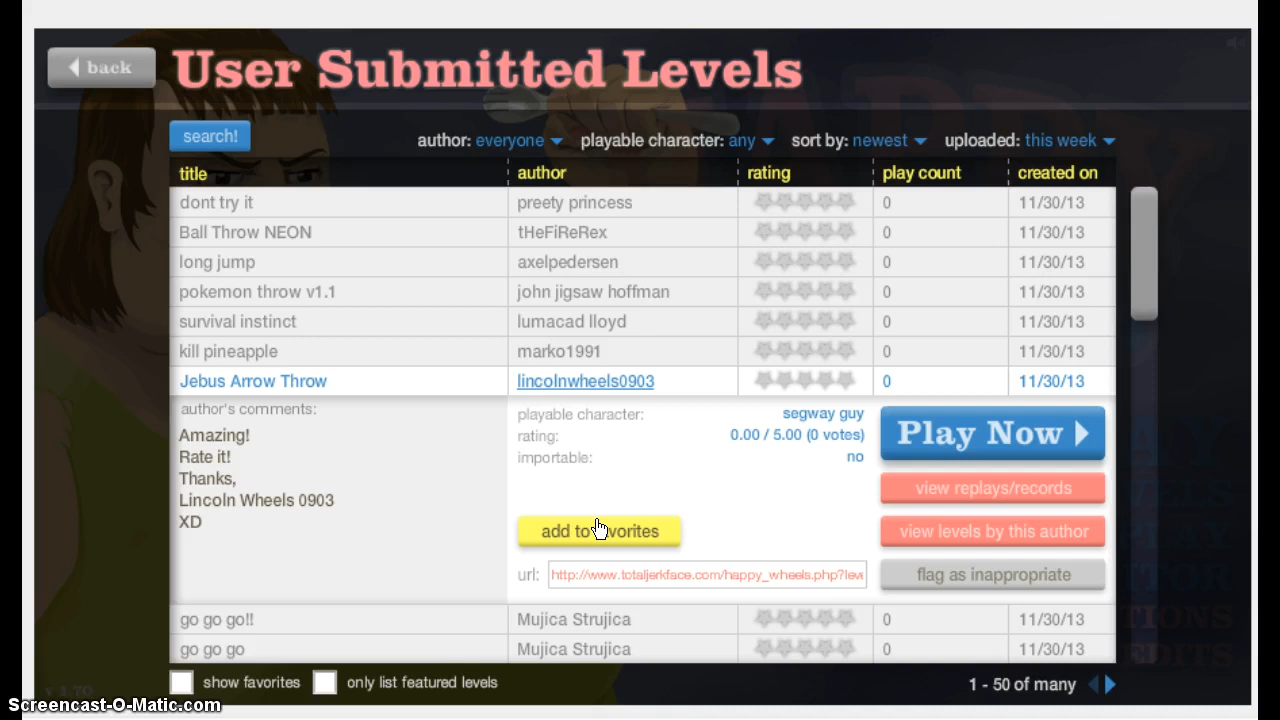 back
User Submitted Levels
search!
author: everyone playable character: any sort by: newest uploaded: this week
title author rating play count created on
dont try it preety princess 0 11/30/13
Ball Throw NEON tHeFiReRex 0 11/30/13
long jump axelpedersen 0 11/30/13
pokemon throw v1.1 john jigsaw hoffman 0 11/30/13
survival instinct lumacad lloyd 0 11/30/13
kill pineapple marko1991 0 11/30/13
Jebus Arrow Throw lincolnwheels0903 0 11/30/13
author's comments:
Amazing!
Rate it!
Thanks,
Lincoln Wheels 0903
XD
playable character: segway guy
rating: 0.00 / 5.00 (0 votes)
importable: no
add to favorites
url: http://www.totaljerkface.com/happy_wheels.php?leve
Play Now
view replays/records
view levels by this author
flag as inappropriate
go go go!! Mujica Strujica 0 11/30/13
go go go Mujica Strujica 0 11/30/13
show favorites only list featured levels 1 - 50 of many
v 1.70
Screencast-O-Matic.com